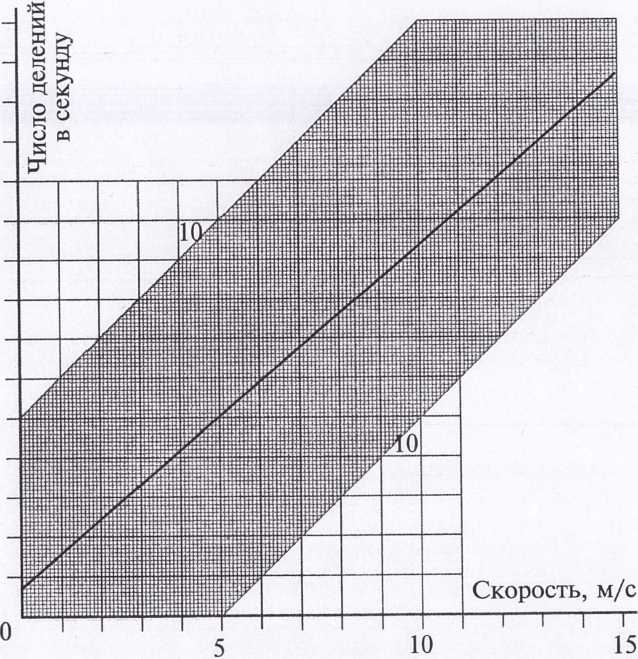 Число делений
в секунду
10
10
Скорость, м/с
0
5
10
15